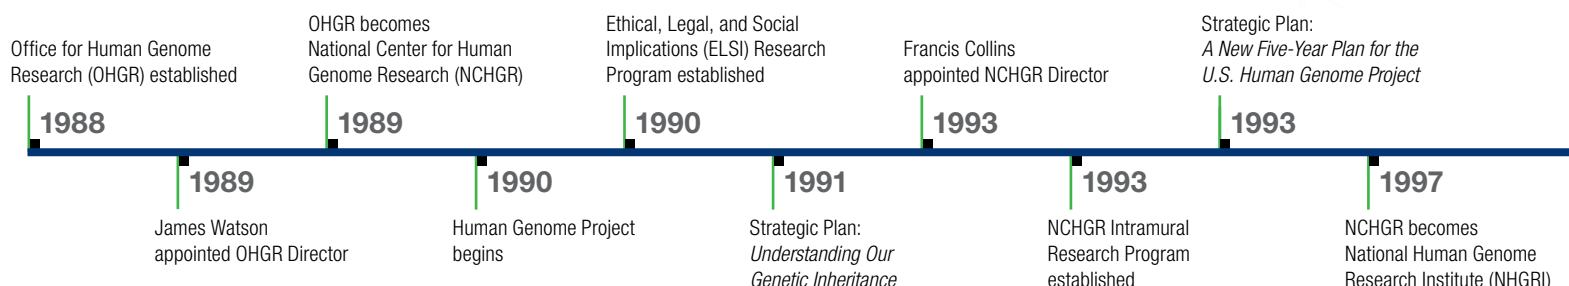 Office for Human Genome
Research (OHGR) established
1988
James Watson
appointed OHGR Director
1989
OHGR becomes
National Center for Human
Genome Research (NCHGR)
1989
Human Genome Project
begins
1990
Ethical, Legal, and Social
Implications (ELSI) Research
Program established
1990
Strategic Plan:
Understanding Our
Genetic Inheritance
1991
Francis Collins
appointed NCHGR Director
1993
NCHGR Intramural
Research Program
established
1993
Strategic Plan:
A New Five-Year Plan for the
U.S. Human Genome Project
1993
NCHGR becomes
National Human Genome
Research Institute (NHGRI)
1997